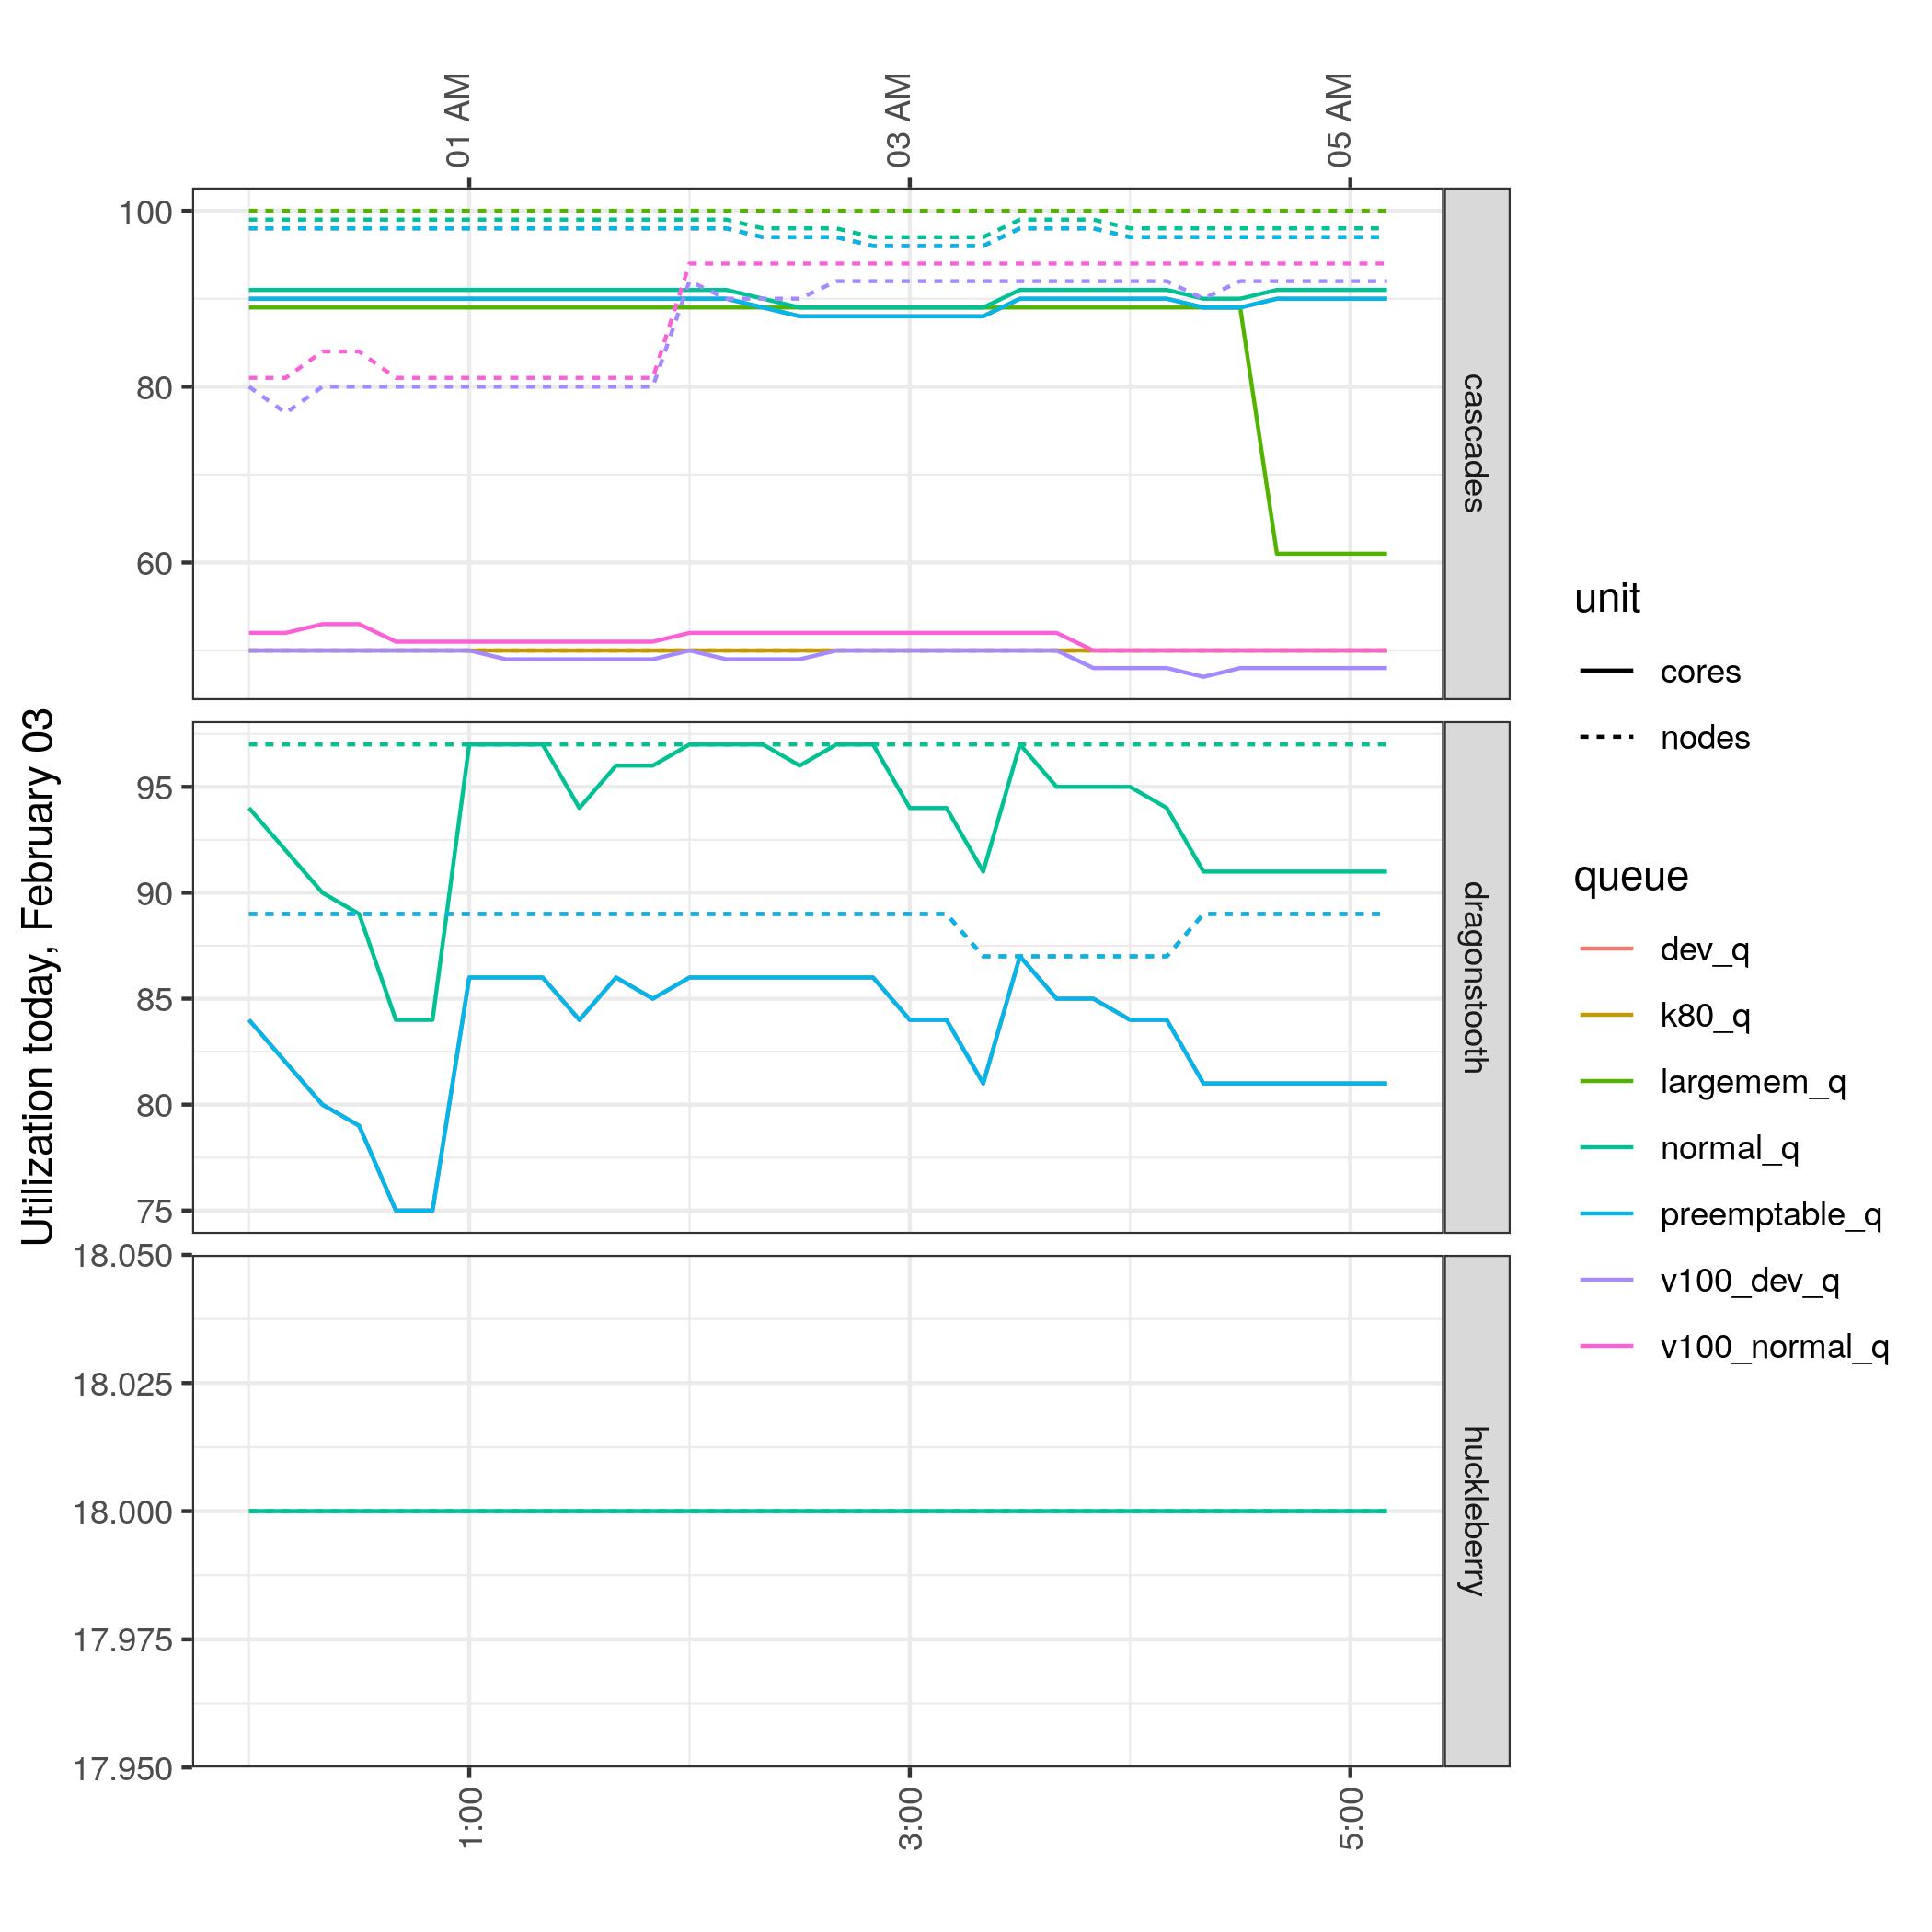 01 AM
03 AM
05 AM
Utilization today, February 03
100
80
60
cascades
95
90
85
80
75
dragonstooth
18.050
18.025
18.000
17.975
17.950
huckleberry
1:00
3:00
5:00
unit
cores
nodes
queue
dev_q
k80_q
largemem_q
normal_q
preemptable_q
v100_dev_q
v100_normal_q